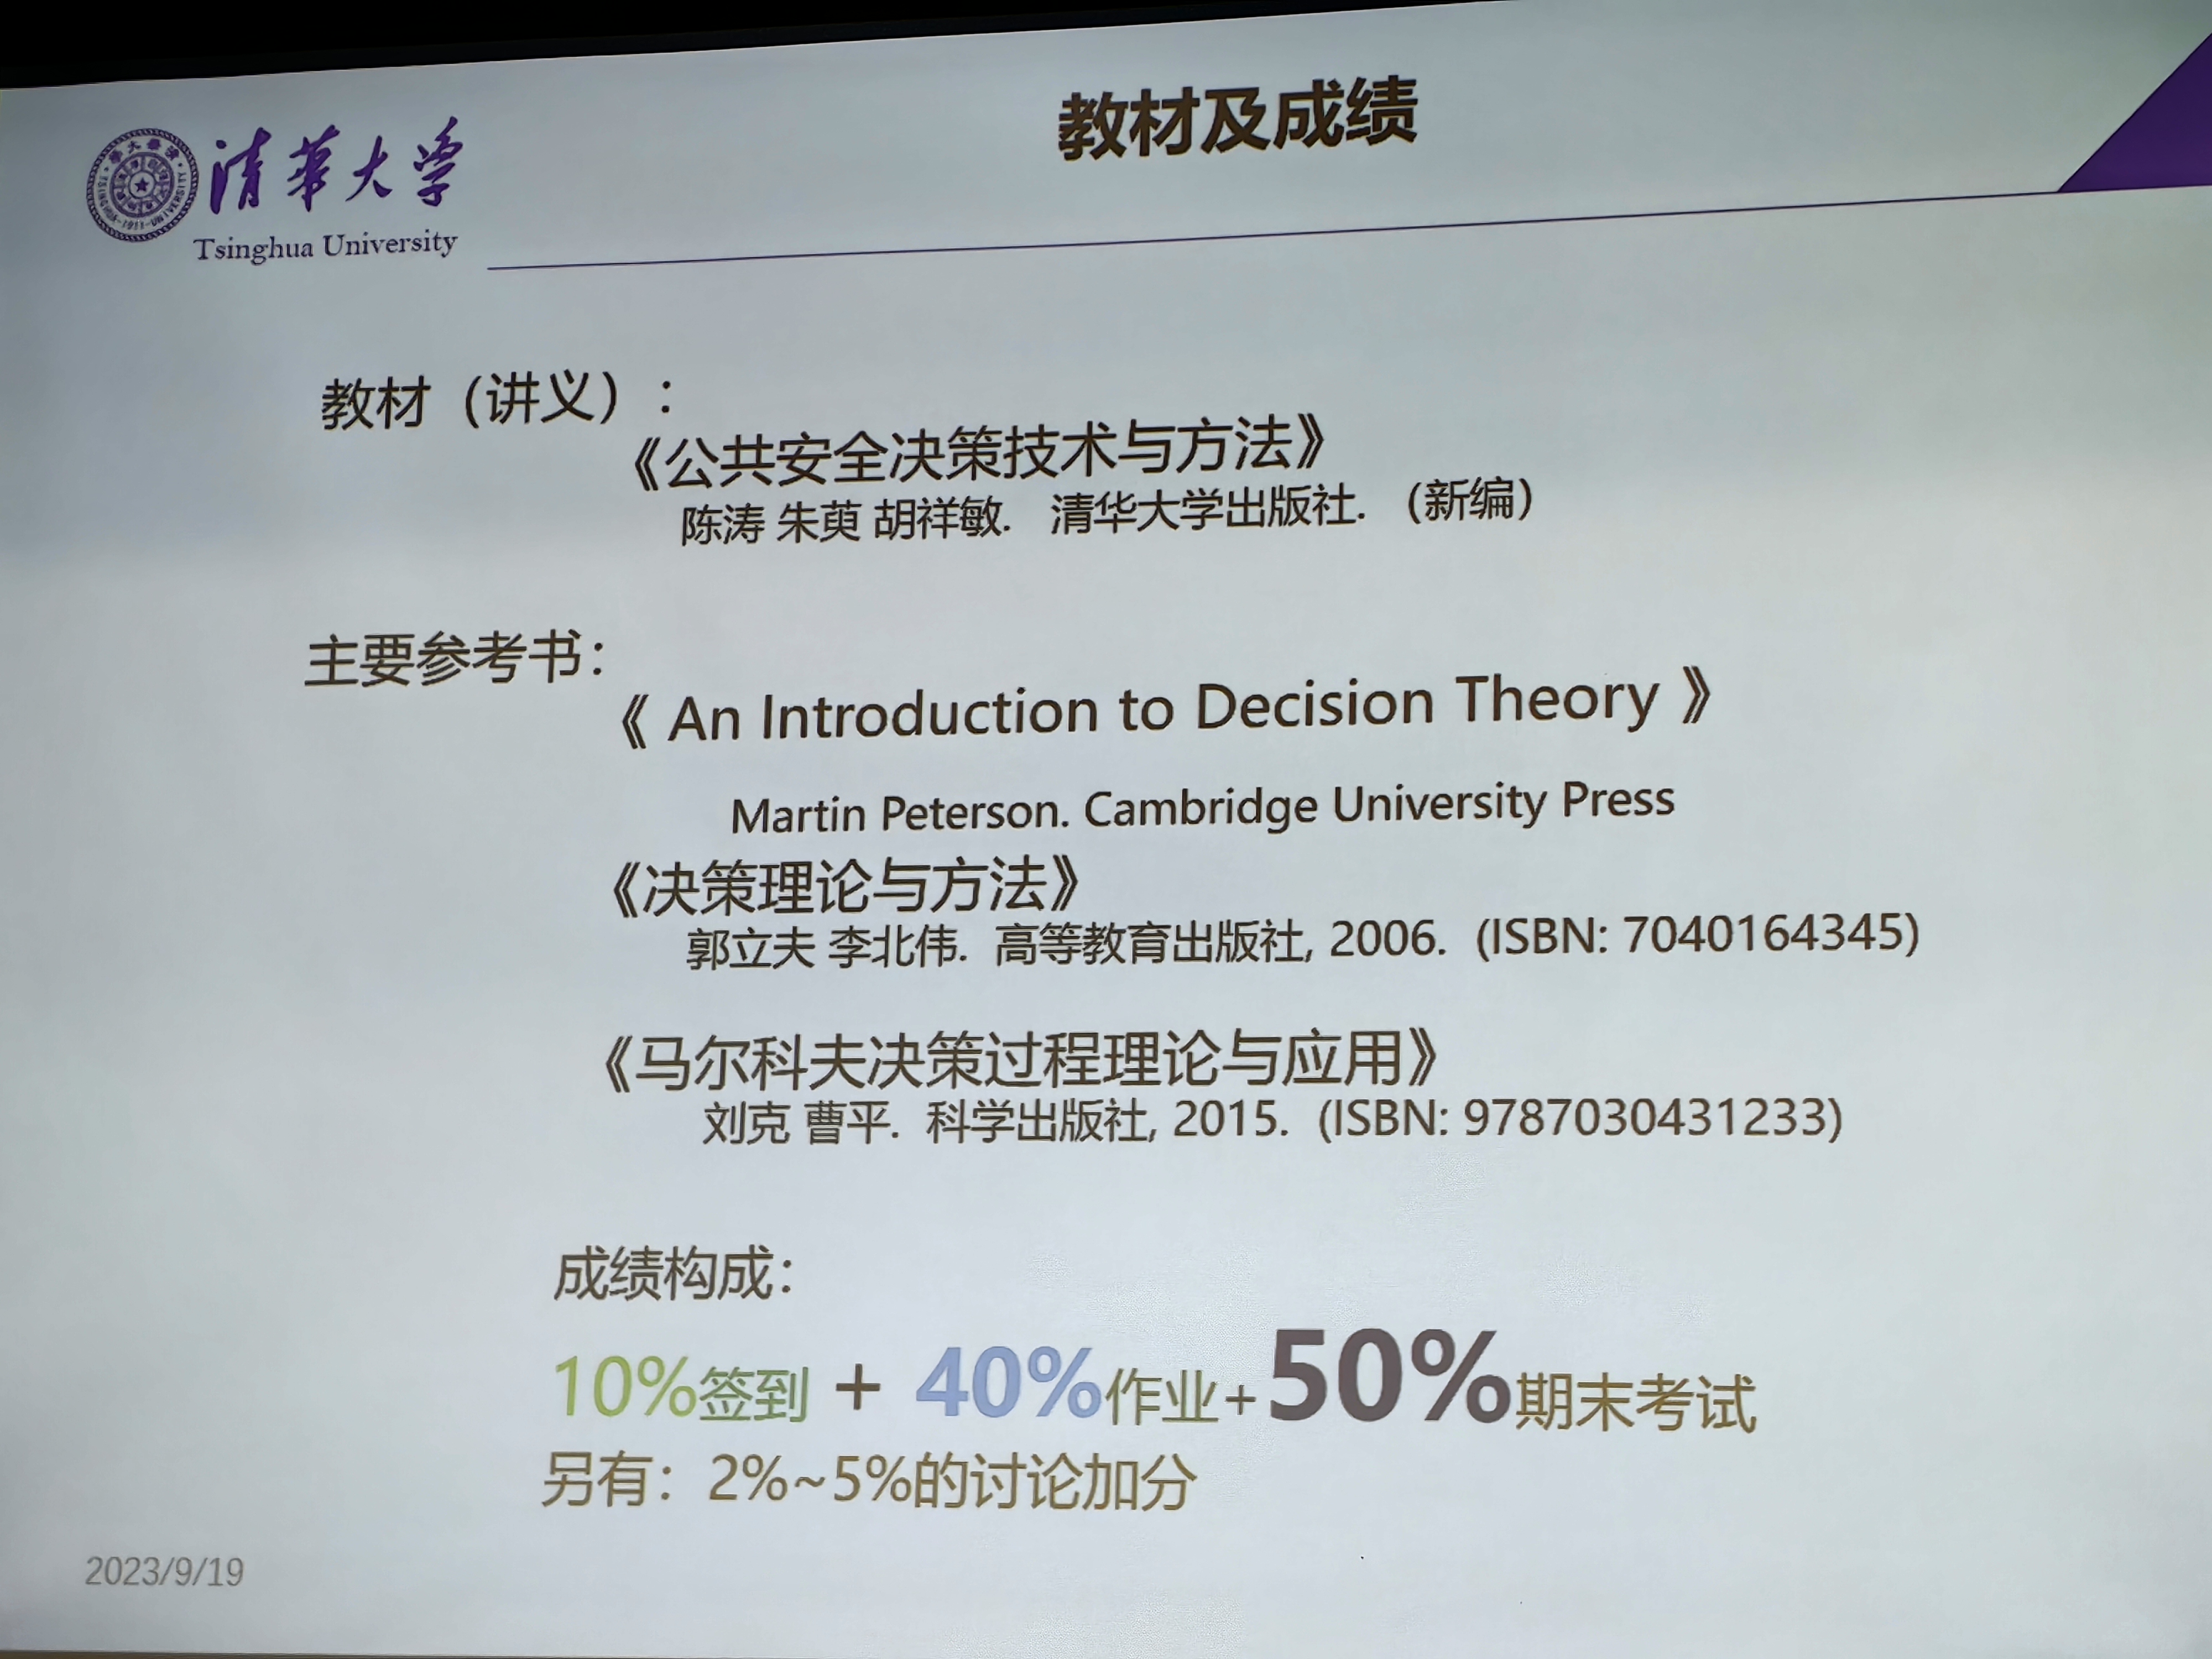 教材及成绩
清华大学
Tsinghua University
教材（讲义）：
《公共安全决策技术与方法》
陈涛 朱萸 胡祥敏. 清华大学出版社. （新编）
主要参考书：
《 An Introduction to Decision Theory 》
Martin Peterson. Cambridge University Press
《决策理论与方法》
郭立夫 李北伟. 高等教育出版社, 2006. (ISBN: 7040164345)
《马尔科夫决策过程理论与应用》
刘克 曹平. 科学出版社, 2015. (ISBN: 9787030431233)
成绩构成：
10%签到 + 40%作业+50%期末考试
另有：2%~5%的讨论加分
2023/9/19